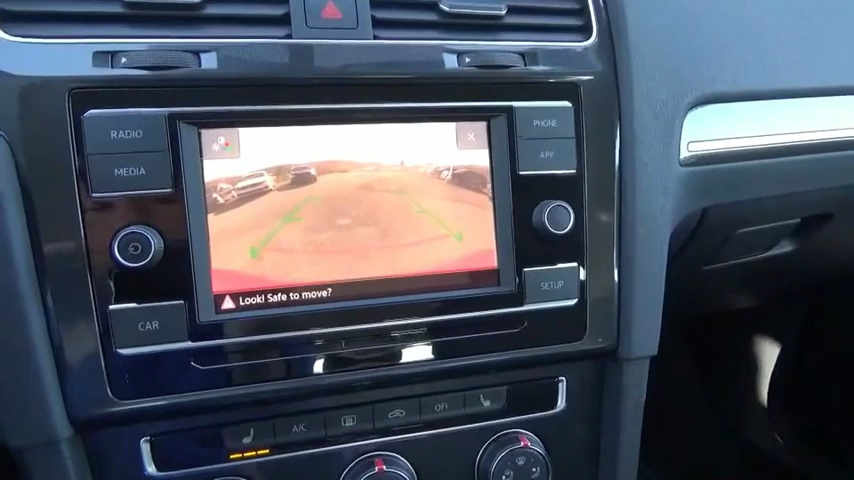 RADIO
MEDIA
CAR
PHONE
APP
SETUP
Look! Safe to move?
A/C
OFF